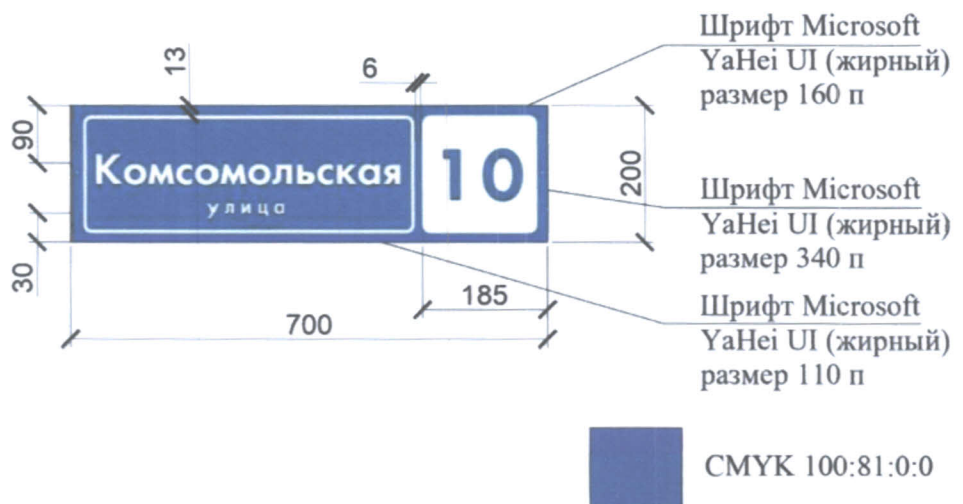 Шрифт Microsoft
YaHei UI (жирный)
размер 160 п
13
6
90
Комсомольская
улица
10
200
Шрифт Microsoft
YaHei UI (жирный)
размер 340 п
30
185
700
Шрифт Microsoft
YaHei UI (жирный)
размер 110 п
CMYK 100:81:0:0